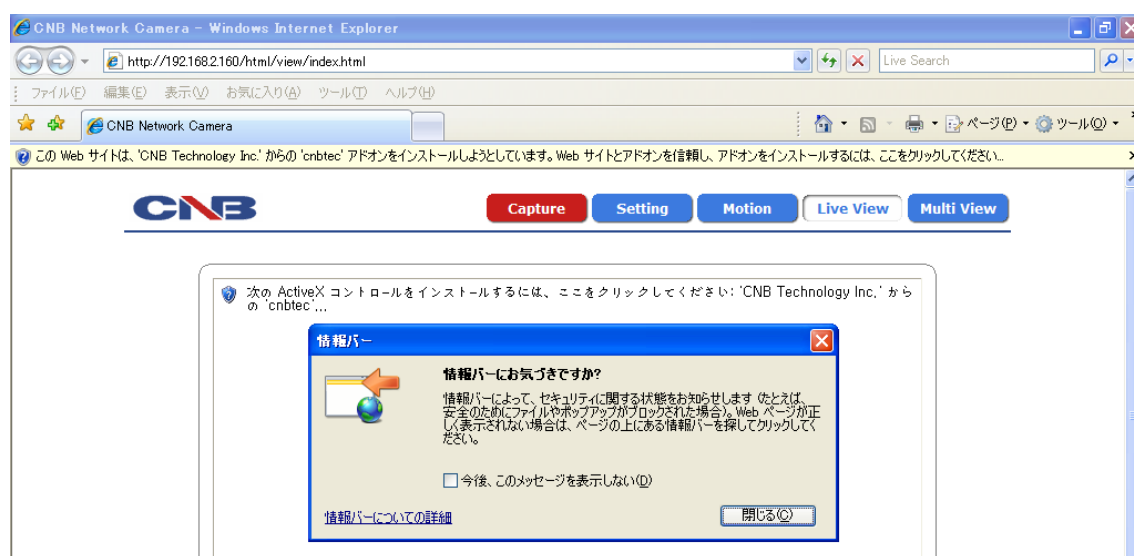 CNB Network Camera - Windows Internet Explorer
http://192.168.2.160/html/view/index.html
Live Search
ファイル(F) 編集(E) 表示(V) お気に入り(A) ツール(T) ヘルプ(H)
CNB Network Camera
ページ(P) ツール(O)
この Web サイトは、'CNB Technology Inc.' からの 'cnbtec' アドオンをインストールしようとしています。Web サイトとアドオンを信頼し、アドオンをインストールするには、ここをクリックしてください...
CNB
Capture Setting Motion Live View Multi View
次の ActiveX コントロールをインストールするには、ここをクリックしてください: 'CNB Technology Inc.' から
の 'cnbtec'...
情報バー
情報バーにお気づきですか?
情報バーによって、セキュリティに関する状態をお知らせします (たとえば、
安全のためにファイルやポップアップがブロックされた場合)。Web ページが正
しく表示されない場合は、ページの上にある情報バーを探してクリックしてく
ださい。
今後、このメッセージを表示しない(D)
情報バーについての詳細
閉じる(C)